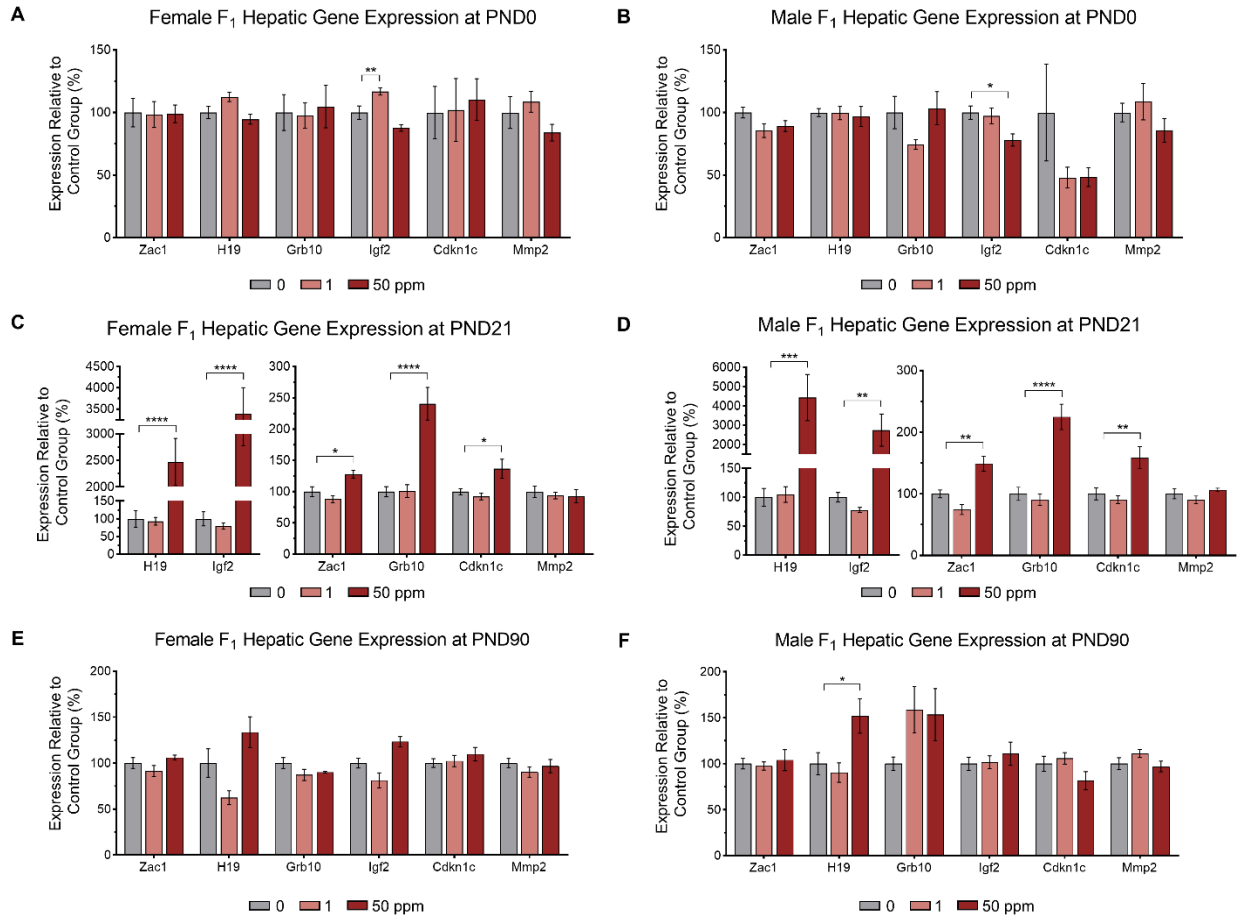 A
Female F₁ Hepatic Gene Expression at PND0
Expression Relative to
Control Group (%)
150
100
50
0
**
Zac1 H19 Grb10 Igf2 Cdkn1c Mmp2
0 1 50 ppm
B
Male F₁ Hepatic Gene Expression at PND0
Expression Relative to
Control Group (%)
150
100
50
0
*
Zac1 H19 Grb10 Igf2 Cdkn1c Mmp2
0 1 50 ppm
C
Female F₁ Hepatic Gene Expression at PND21
Expression Relative to
Control Group (%)
4500
4000
3500
3000
2500
2000
150
100
50
0
****
****
H19 Igf2
300
250
200
150
100
50
0
*
****
*
Zac1 Grb10 Cdkn1c Mmp2
0 1 50 ppm
D
Male F₁ Hepatic Gene Expression at PND21
Expression Relative to
Control Group (%)
6000
5000
4000
3000
2000
100
50
0
***
**
H19 Igf2
300
200
150
100
50
0
**
****
**
Zac1 Grb10 Cdkn1c Mmp2
0 1 50 ppm
E
Female F₁ Hepatic Gene Expression at PND90
Expression Relative to
Control Group (%)
200
150
100
50
0
Zac1 H19 Grb10 Igf2 Cdkn1c Mmp2
0 1 50 ppm
F
Male F₁ Hepatic Gene Expression at PND90
Expression Relative to
Control Group (%)
200
150
100
50
0
*
Zac1 H19 Grb10 Igf2 Cdkn1c Mmp2
0 1 50 ppm